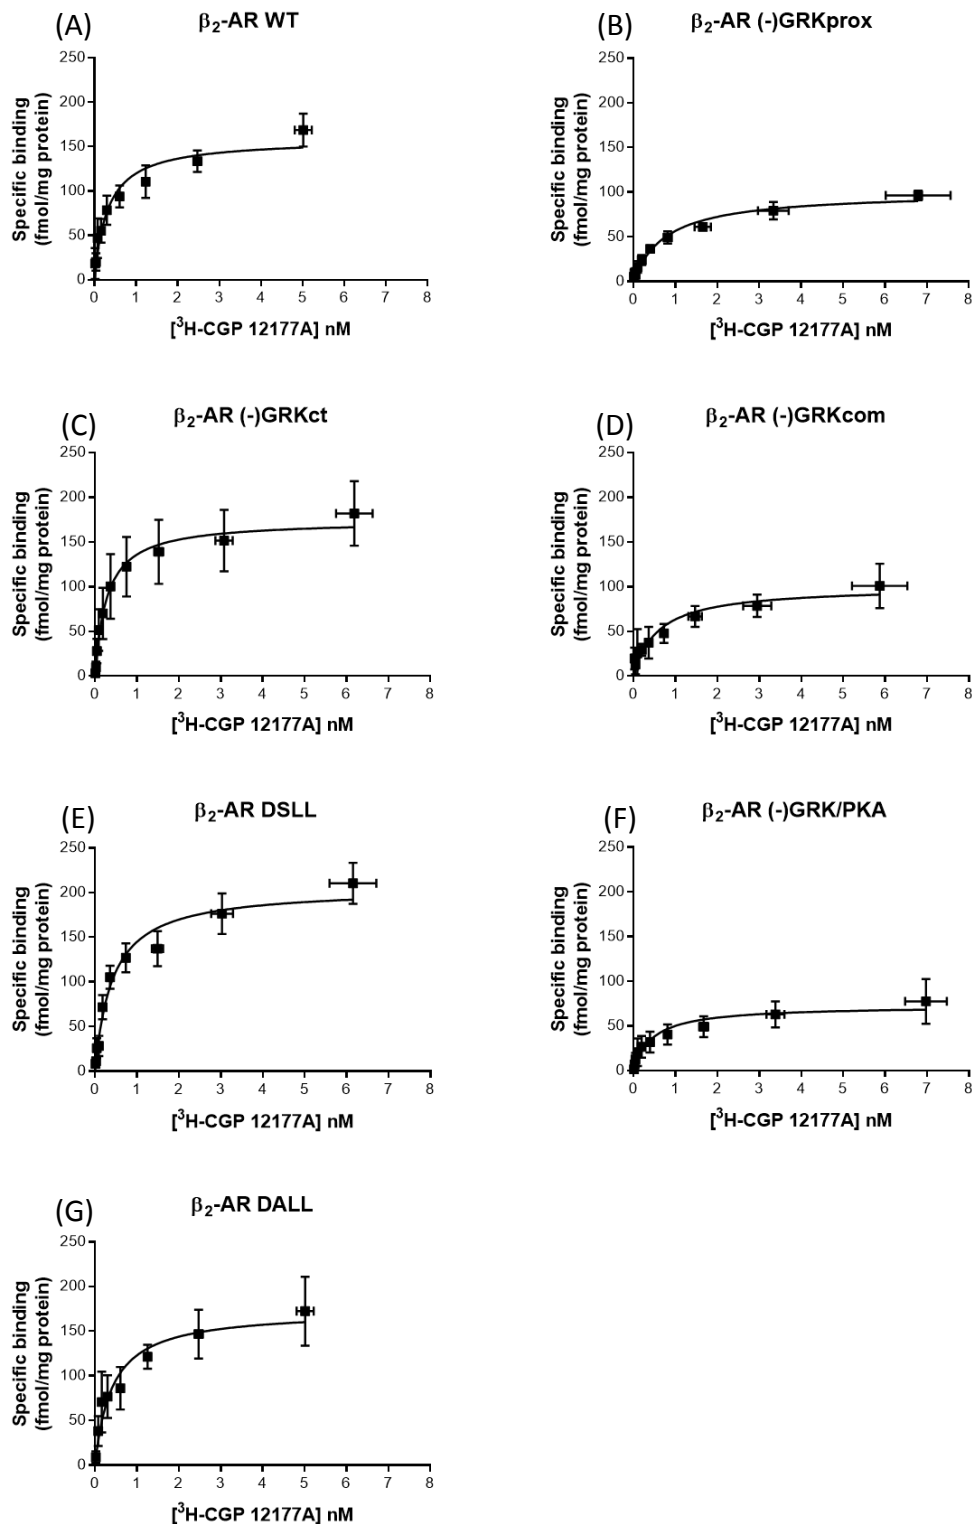 (A)
β₂-AR WT
250
200
150
100
50
0
Specific binding
(fmol/mg protein)
0 1 2 3 4 5 6 7 8
[³H-CGP 12177A] nM
(B)
β₂-AR (-)GRKprox
250
200
150
100
50
0
Specific binding
(fmol/mg protein)
0 1 2 3 4 5 6 7 8
[³H-CGP 12177A] nM
(C)
β₂-AR (-)GRKct
250
200
150
100
50
0
Specific binding
(fmol/mg protein)
0 1 2 3 4 5 6 7 8
[³H-CGP 12177A] nM
(D)
β₂-AR (-)GRKcom
250
200
150
100
50
0
Specific binding
(fmol/mg protein)
0 1 2 3 4 5 6 7 8
[³H-CGP 12177A] nM
(E)
β₂-AR DSLL
250
200
150
100
50
0
Specific binding
(fmol/mg protein)
0 1 2 3 4 5 6 7 8
[³H-CGP 12177A] nM
(F)
β₂-AR (-)GRK/PKA
250
200
150
100
50
0
Specific binding
(fmol/mg protein)
0 1 2 3 4 5 6 7 8
[³H-CGP 12177A] nM
(G)
β₂-AR DALL
250
200
150
100
50
0
Specific binding
(fmol/mg protein)
0 1 2 3 4 5 6 7 8
[³H-CGP 12177A] nM